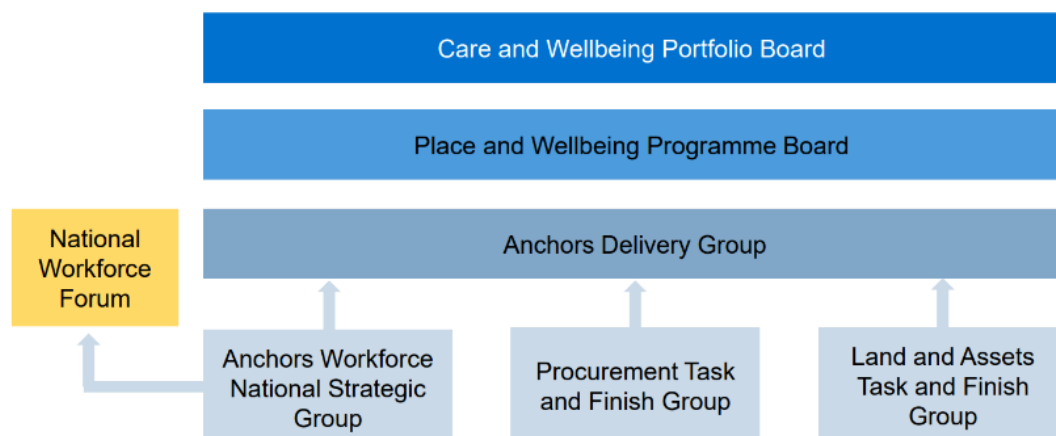 Care and Wellbeing Portfolio Board
Place and Wellbeing Programme Board
National
Workforce
Forum
Anchors Delivery Group
Anchors Workforce
National Strategic
Group
Procurement Task
and Finish Group
Land and Assets
Task and Finish
Group